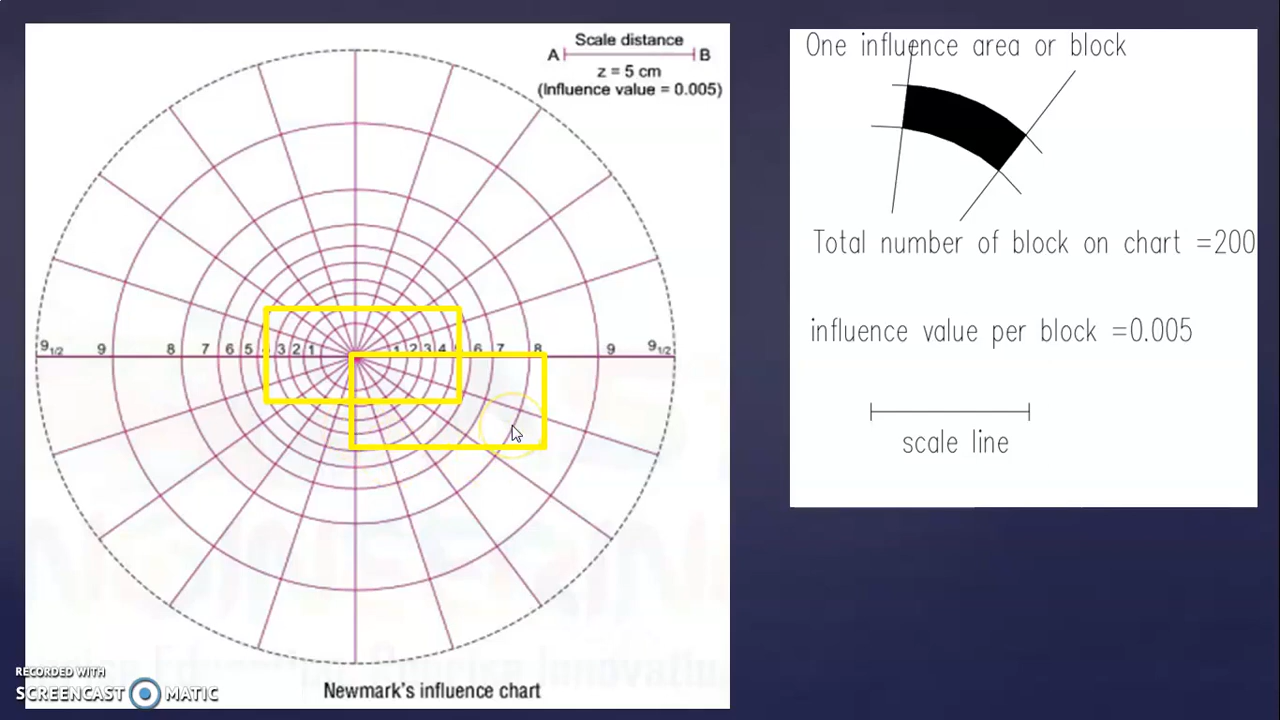 Scale distance
A B
z = 5 cm
(Influence value = 0.005)
9 1/2 9 8 7 6 5 3 2 1 1 2 3 4 6 7 8 9 9 1/2
Newmark's influence chart
One influence area or block
Total number of block on chart =200
influence value per block =0.005
scale line
RECORDED WITH
SCREENCAST MATIC